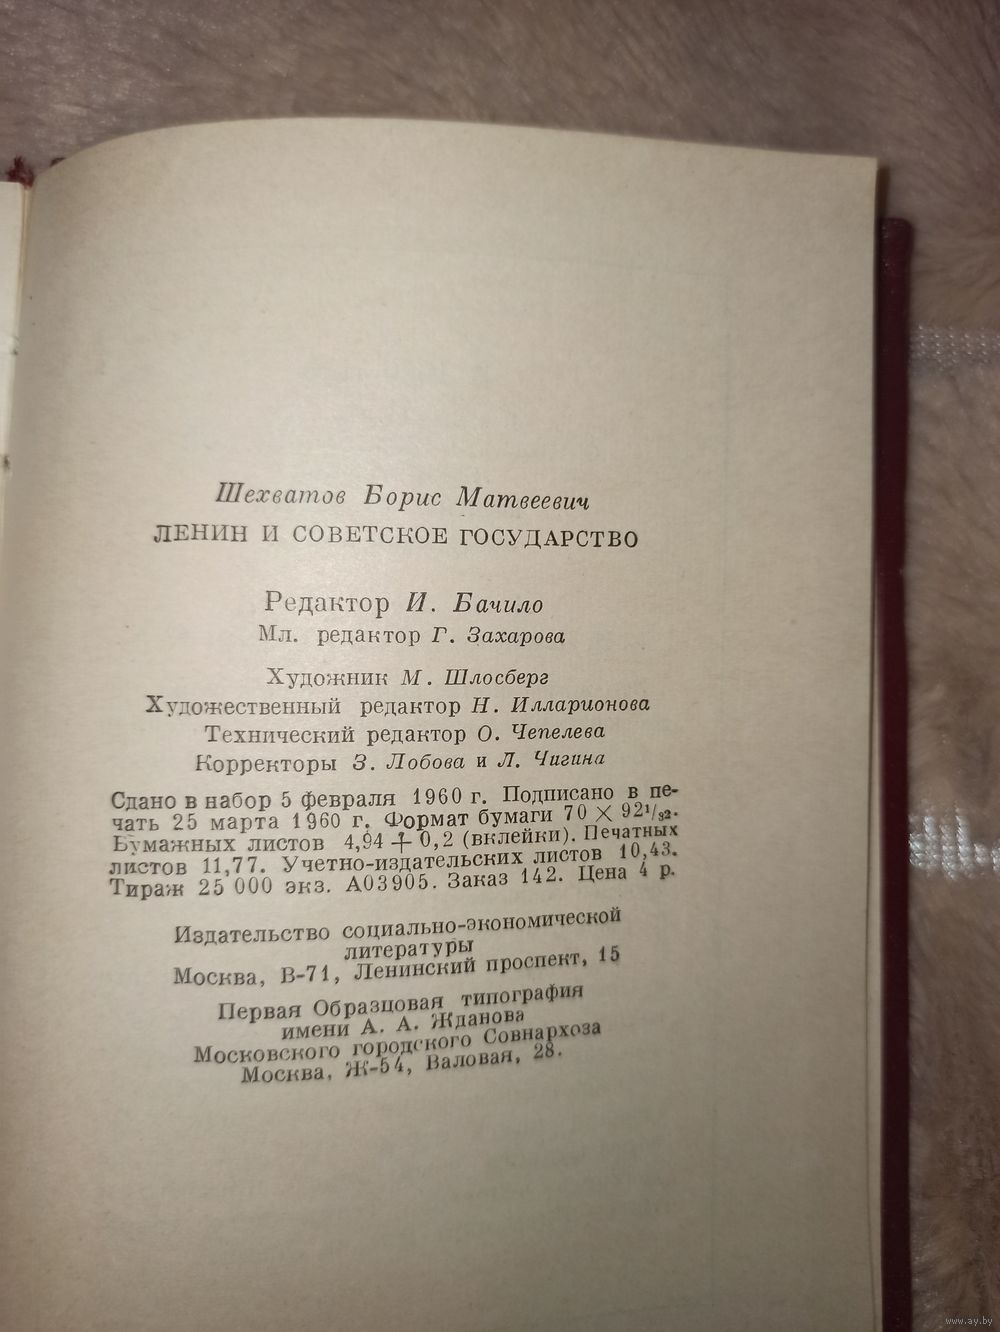 Шехватов Борис Матвеевич
ЛЕНИН И СОВЕТСКОЕ ГОСУДАРСТВО
Редактор И. Бачило
Мл. редактор Г. Захарова
Художник М. Шлосберг
Художественный редактор Н. Илларионова
Технический редактор О. Чепелева
Корректоры З. Лобова и Л. Чигина
Сдано в набор 5 февраля 1960 г. Подписано в пе-
чать 25 марта 1960 г. Формат бумаги 70 × 92¹/₃₂.
Бумажных листов 4,94 + 0,2 (вклейки). Печатных
листов 11,77. Учетно-издательских листов 10,43.
Тираж 25 000 экз. А03905. Заказ 142. Цена 4 р.
Издательство социально-экономической
литературы
Москва, В-71, Ленинский проспект, 15
Первая Образцовая типография
имени А. А. Жданова
Московского городского Совнархоза
Москва, Ж-54, Валовая, 28.
www.ay.by